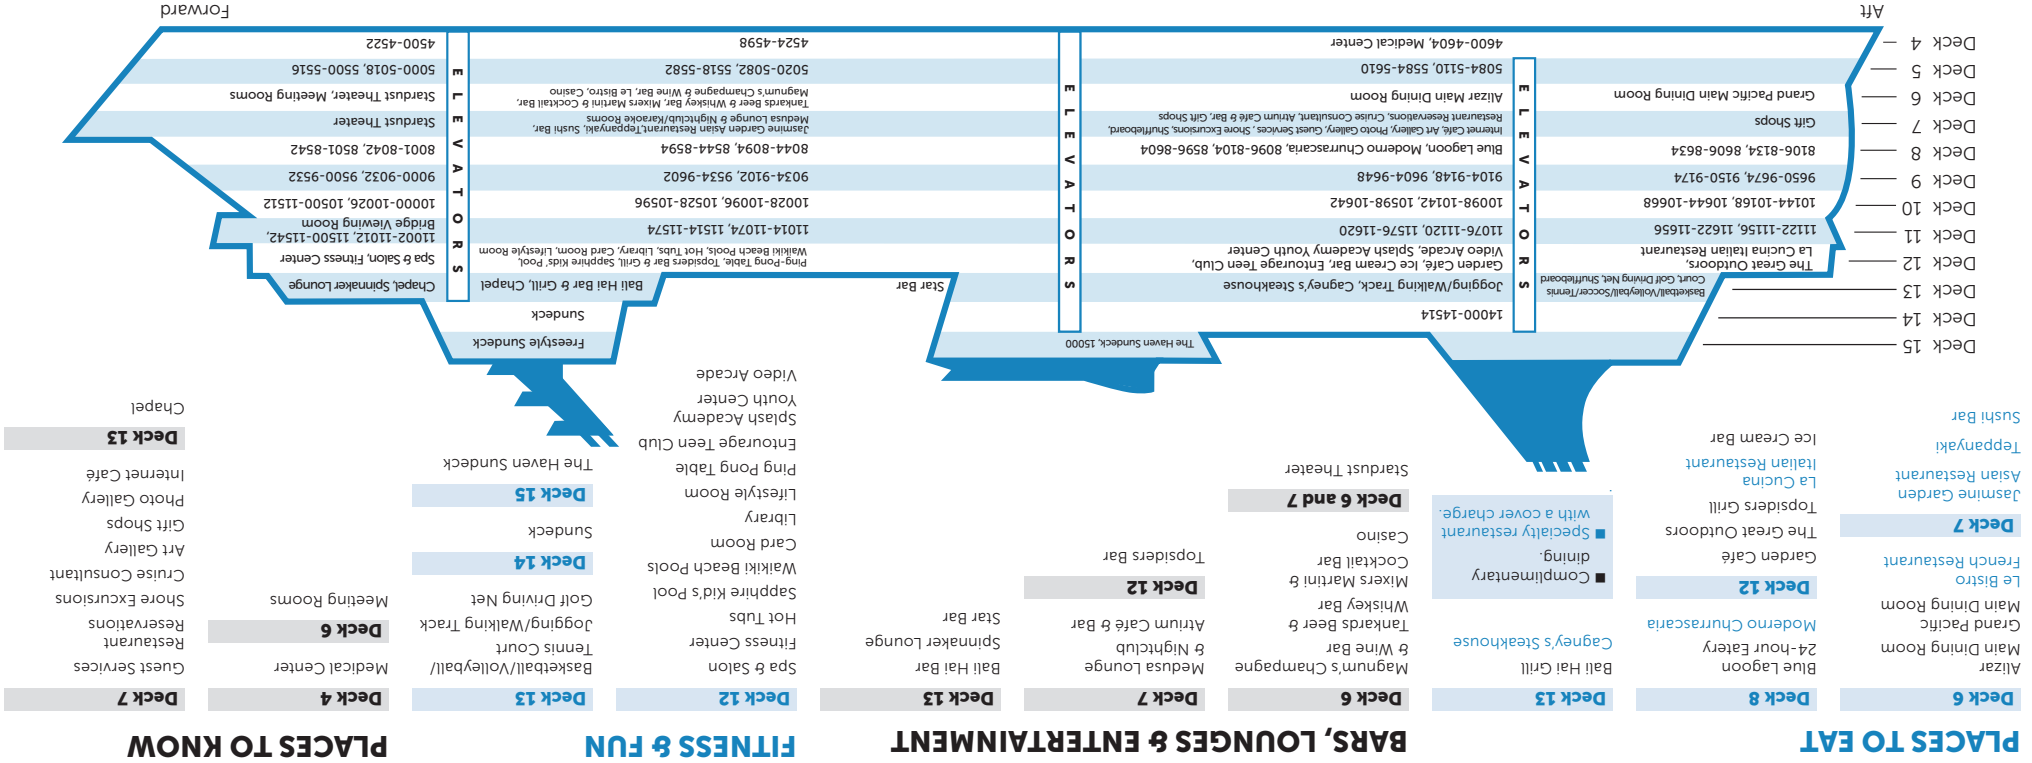 PLACES TO EAT
Deck 6
Alizar
Main Dining Room
Grand Pacific
Main Dining Room
Le Bistro
French Restaurant
Deck 7
Jasmine Garden
Asian Restaurant
Teppanyaki
Sushi Bar
Deck 8
Blue Lagoon
24-hour Eatery
Moderno Churrascaria
Deck 12
Garden Café
The Great Outdoors
Topsiders Grill
La Cucina
Italian Restaurant
Ice Cream Bar
Deck 13
Bali Hai Grill
Cagney's Steakhouse
■ Complimentary
dining.
■ Specialty restaurant
with a cover charge.
BARS, LOUNGES & ENTERTAINMENT
Deck 6
Magnum's Champagne
& Wine Bar
Tankards Beer &
Whiskey Bar
Mixers Martini &
Cocktail Bar
Casino
Deck 6 and 7
Stardust Theater
Deck 7
Medusa Lounge
& Nightclub
Atrium Café & Bar
Deck 12
Topsiders Bar
Deck 13
Bali Hai Bar
Spinnaker Lounge
Star Bar
FITNESS & FUN
Deck 12
Spa & Salon
Fitness Center
Hot Tubs
Sapphire Kid's Pool
Waikiki Beach Pools
Card Room
Library
Lifestyle Room
Ping Pong Table
Entourage Teen Club
Splash Academy
Youth Center
Video Arcade
Deck 13
Basketball/Volleyball/
Tennis Court
Jogging/Walking Track
Golf Driving Net
Deck 14
Sundeck
Deck 15
The Haven Sundeck
PLACES TO KNOW
Deck 4
Medical Center
Deck 6
Meeting Rooms
Deck 7
Guest Services
Restaurant
Reservations
Shore Excursions
Cruise Consultant
Art Gallery
Gift Shops
Photo Gallery
Internet Café
Deck 13
Chapel
Deck 15
The Haven Sundeck, 15000
Freestyle Sundeck
Deck 14
14000-14514
Sundeck
Deck 13
Basketball/Volleyball/Soccer/Tennis
Court, Golf Driving Net, Shuffleboard
Jogging/Walking Track, Cagney's Steakhouse
Star Bar
Bali Hai Bar & Grill, Chapel
Chapel, Spinnaker Lounge
Deck 12
The Great Outdoors,
La Cucina Italian Restaurant
Garden Café, Ice Cream Bar, Entourage Teen Club,
Video Arcade, Splash Academy Youth Center
Ping-Pong Table, Topsiders Bar & Grill, Sapphire Kids' Pool,
Waikiki Beach Pools, Hot Tubs, Library, Card Room, Lifestyle Room
Spa & Salon, Fitness Center
Deck 11
11122-11156, 11622-11656
11076-11120, 11576-11620
11014-11074, 11514-11574
11002-11012, 11500-11542,
Bridge Viewing Room
Deck 10
10144-10168, 10644-10668
10098-10142, 10598-10642
10028-10096, 10528-10596
10000-10026, 10500-11512
Deck 9
9650-9674, 9150-9174
9104-9148, 9604-9648
9034-9102, 9534-9602
9000-9032, 9500-9532
Deck 8
8106-8134, 8606-8634
Blue Lagoon, Moderno Churrascaria, 8096-8104, 8596-8604
8044-8094, 8544-8594
8001-8042, 8501-8542
Deck 7
Gift Shops
Internet Café, Art Gallery, Photo Gallery, Guest Services , Shore Excursions, Shuffleboard,
Restaurant Reservations, Cruise Consultant, Atrium Café & Bar, Gift Shops
Jasmine Garden Asian Restaurant,Teppanyaki, Sushi Bar,
Medusa Lounge & Nightclub/Karaoke Rooms
Stardust Theater
Deck 6
Grand Pacific Main Dining Room
Alizar Main Dining Room
Tankards Beer & Whiskey Bar, Mixers Martini & Cocktail Bar,
Magnum's Champagne & Wine Bar, Le Bistro, Casino
Stardust Theater, Meeting Rooms
Deck 5
5084-5110, 5584-5610
5020-5082, 5518-5582
5000-5018, 5500-5516
Deck 4
4600-4604, Medical Center
4524-4598
4500-4522
ELEVATORS
ELEVATORS
ELEVATORS
Aft
Forward